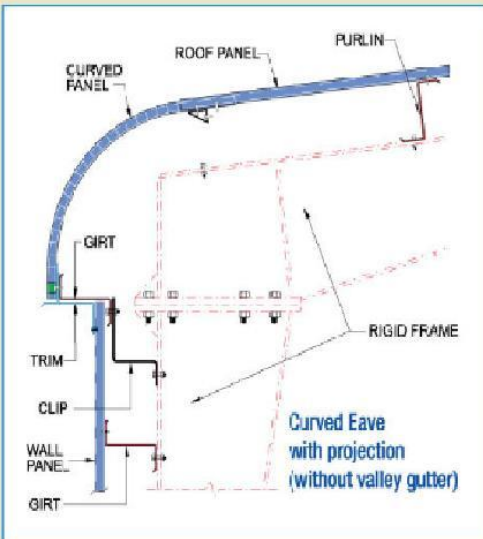 PURLIN
ROOF PANEL
CURVED
PANEL
GIRT
RIGID FRAME
TRIM
CLIP
WALL
PANEL
GIRT
Curved Eave
with projection
(without valley gutter)